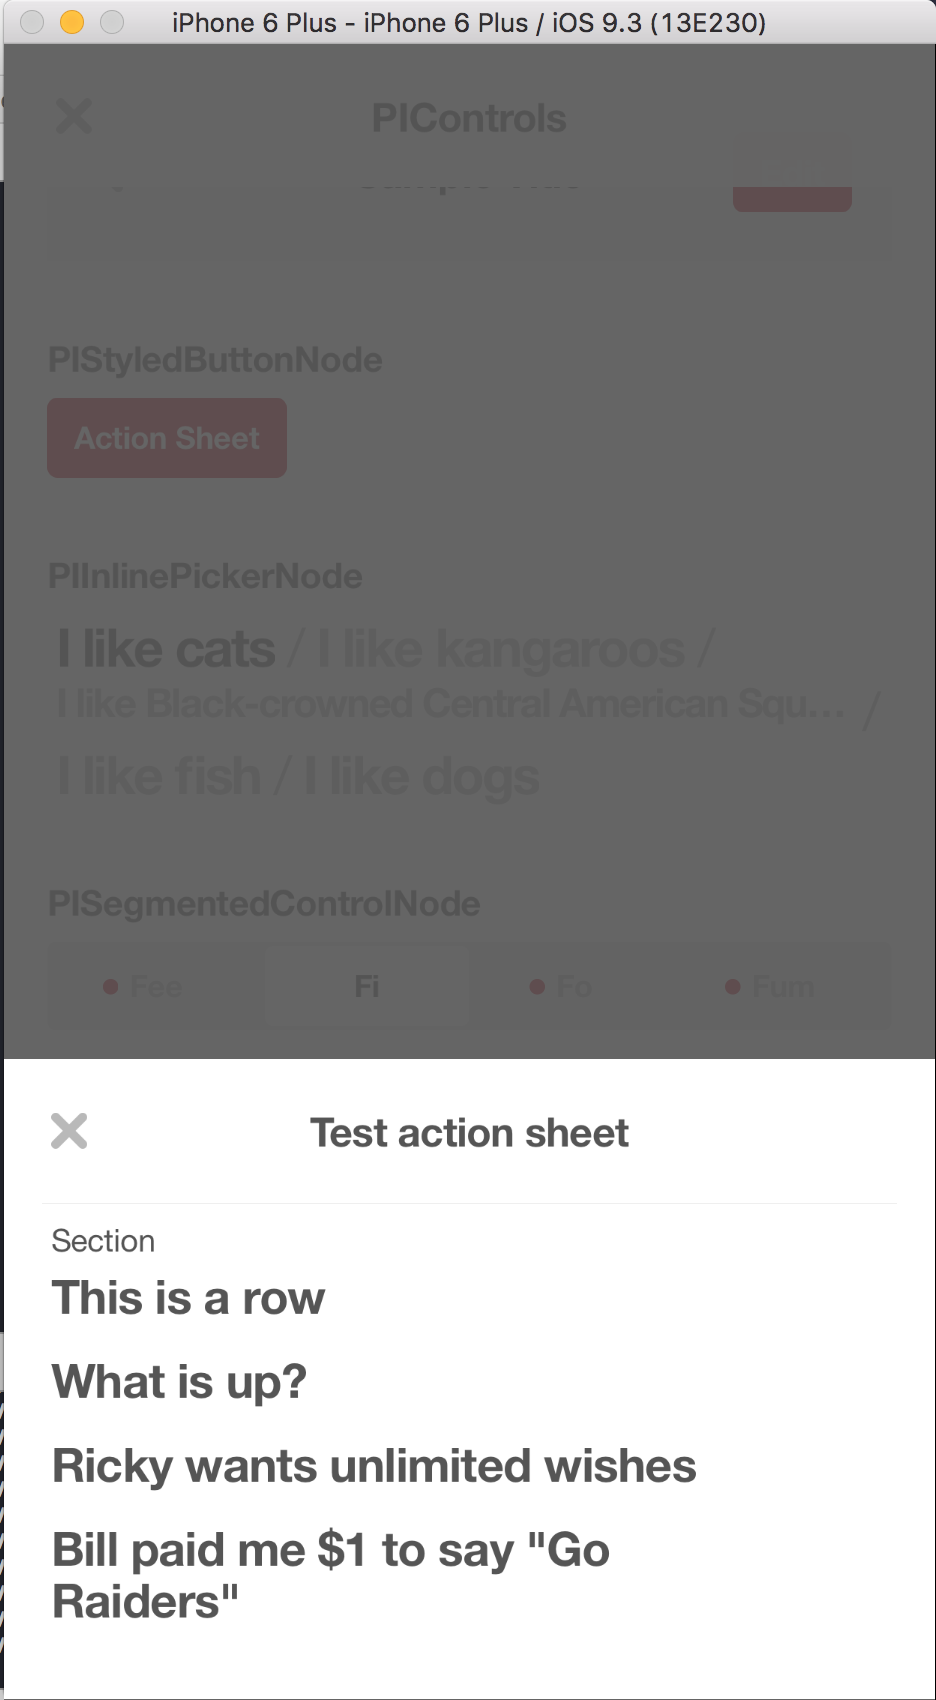 iPhone 6 Plus - iPhone 6 Plus / iOS 9.3 (13E230)
PIControls
PIStyledButtonNode
Action Sheet
PIInlinePickerNode
I like cats / I like kangaroos /
I like Black-crowned Central American Squ... /
I like fish / I like dogs
PISegmentedControlNode
Fee Fi Fo Fum
Test action sheet
Section
This is a row
What is up?
Ricky wants unlimited wishes
Bill paid me $1 to say "Go
Raiders"